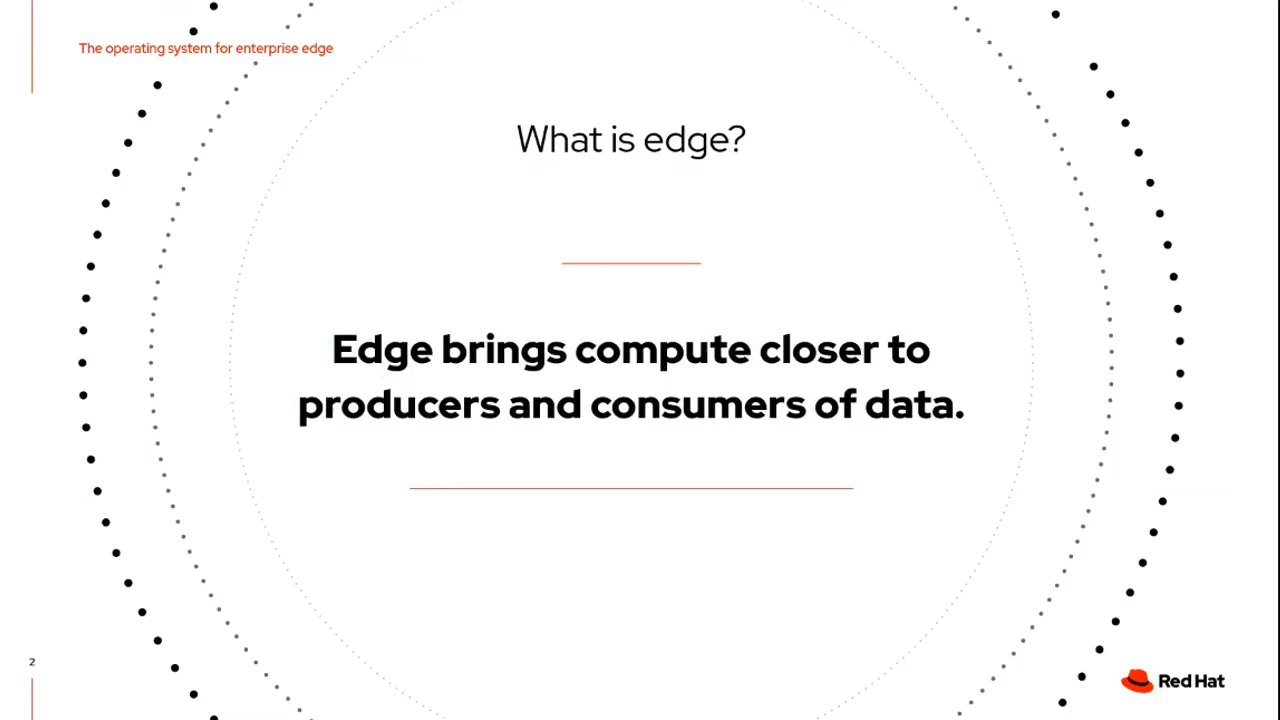 The operating system for enterprise edge
What is edge?
Edge brings compute closer to
producers and consumers of data.
2
Red Hat